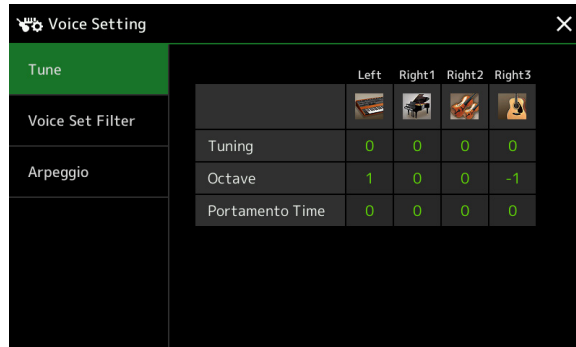 Voice Setting
Tune
Voice Set Filter
Arpeggio
Left Right1 Right2 Right3
Tuning 0 0 0 0
Octave 1 0 0 -1
Portamento Time 0 0 0 0